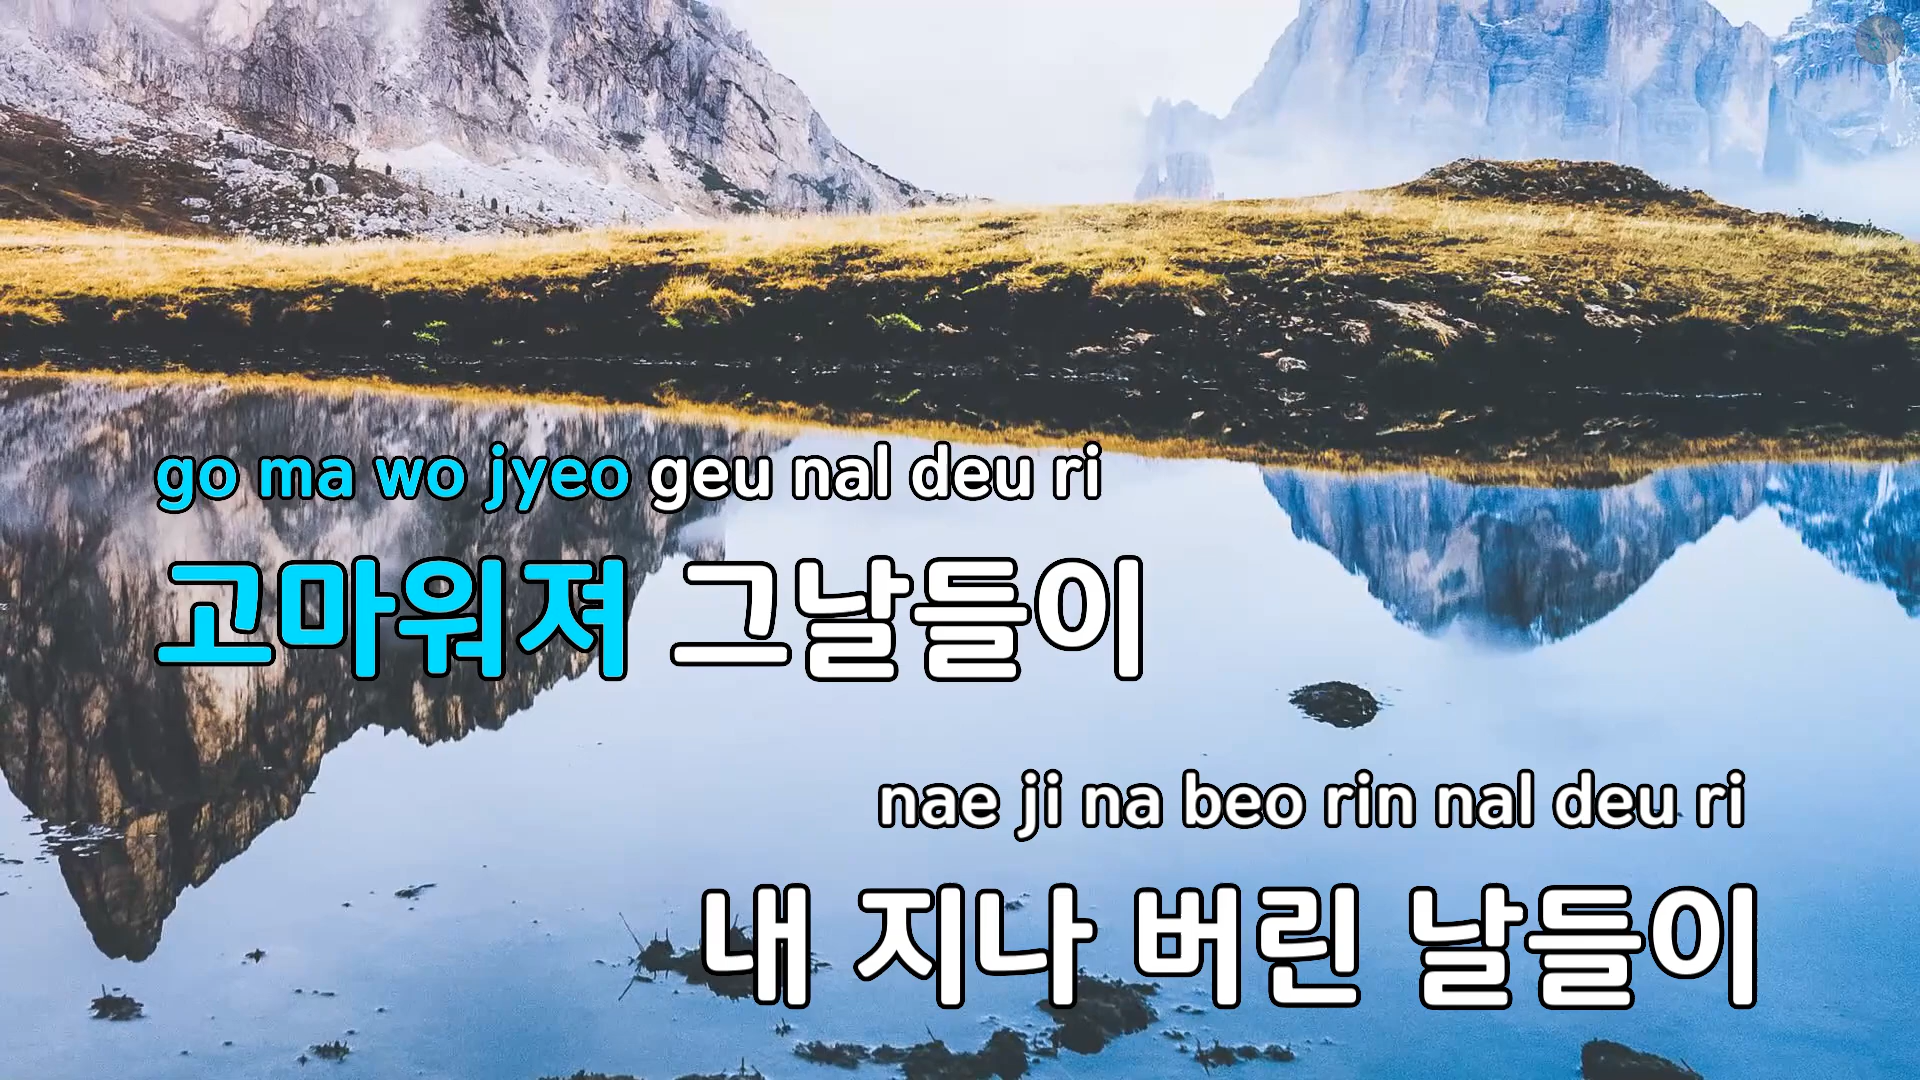 go ma wo jyeo geu nal deu ri
고마워져 그날들이
nae ji na beo rin nal deu ri
내 지나 버린 날들이